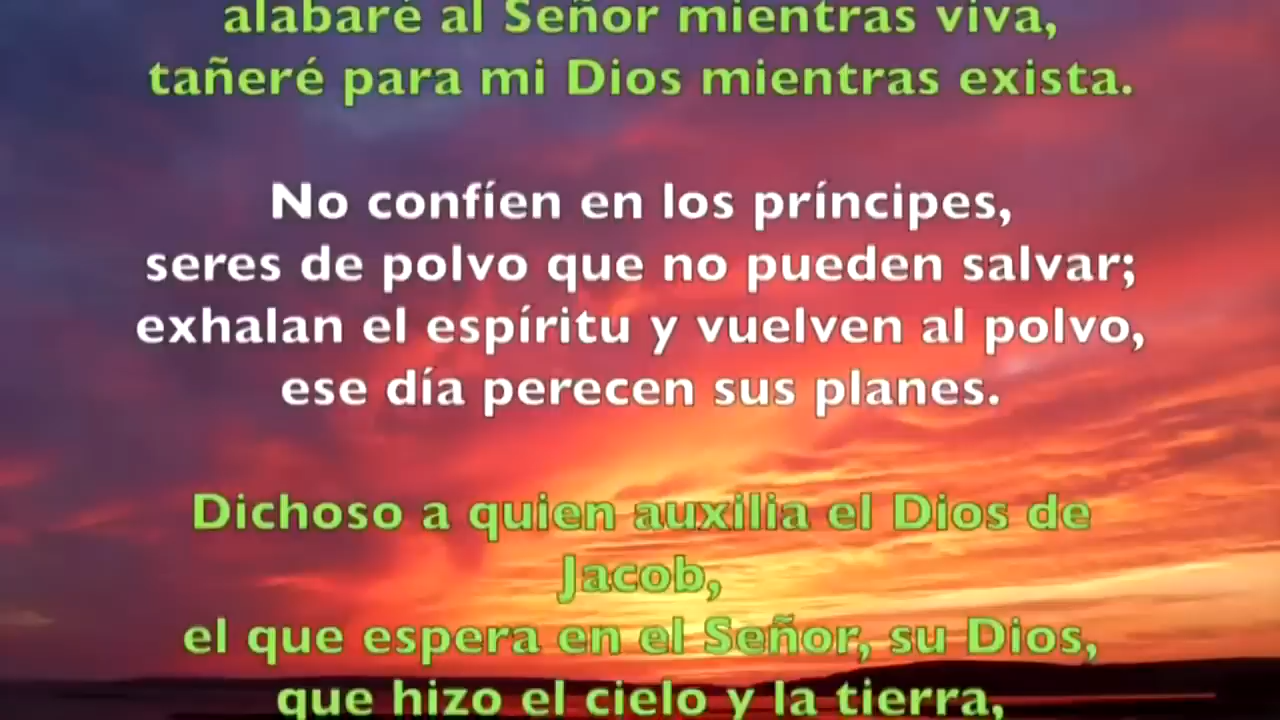 alabaré al Señor mientras viva,
tañeré para mi Dios mientras exista.
No confíen en los príncipes,
seres de polvo que no pueden salvar;
exhalan el espíritu y vuelven al polvo,
ese día perecen sus planes.
Dichoso a quien auxilia el Dios de
Jacob,
el que espera en el Señor, su Dios,
que hizo el cielo y la tierra,